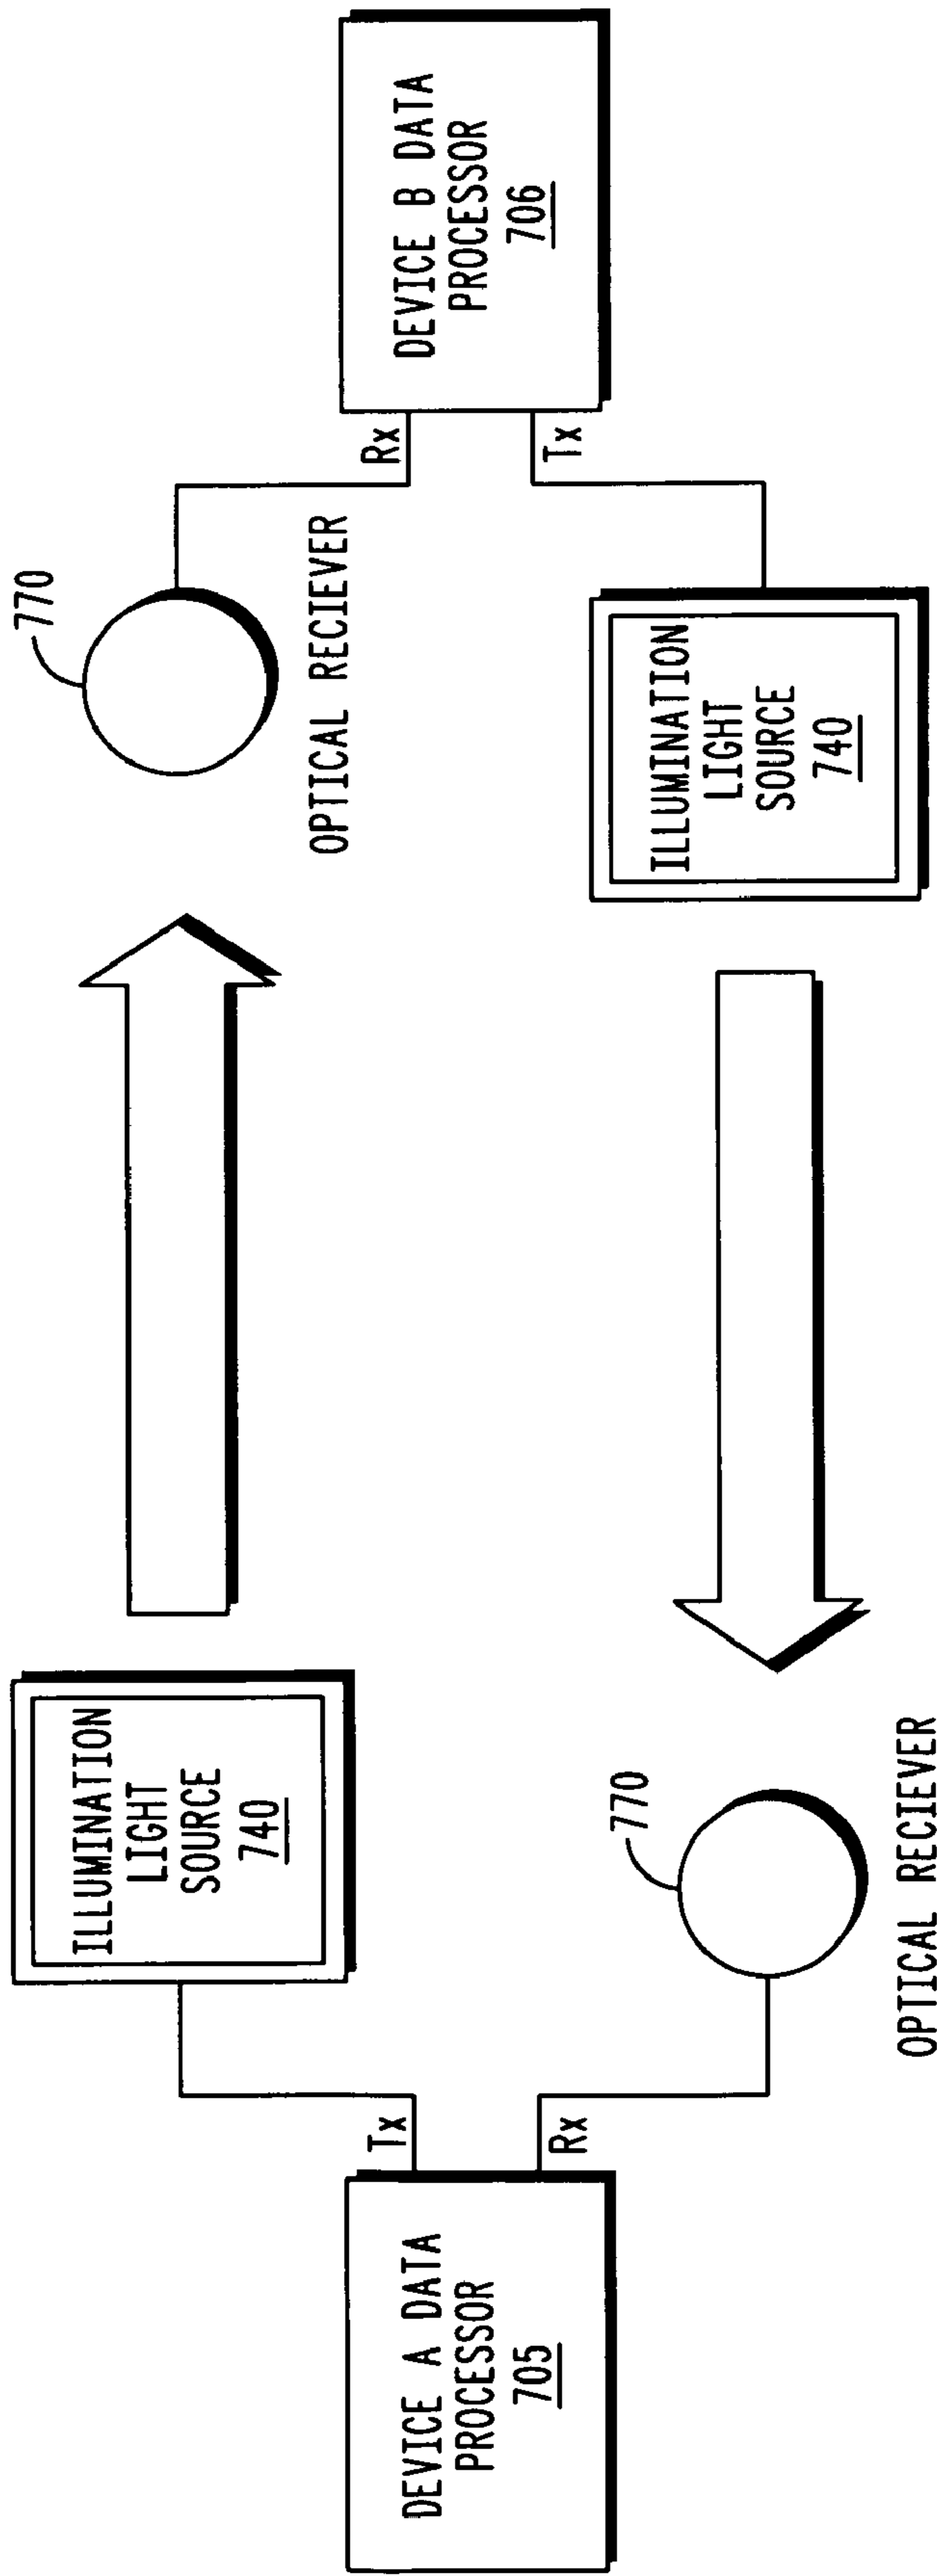 DEVICE A DATA
PROCESSOR
705
Tx
Rx
ILLUMINATION
LIGHT
SOURCE
740
770
OPTICAL RECIEVER
770
OPTICAL RECIEVER
ILLUMINATION
LIGHT
SOURCE
740
Rx
Tx
DEVICE B DATA
PROCESSOR
706